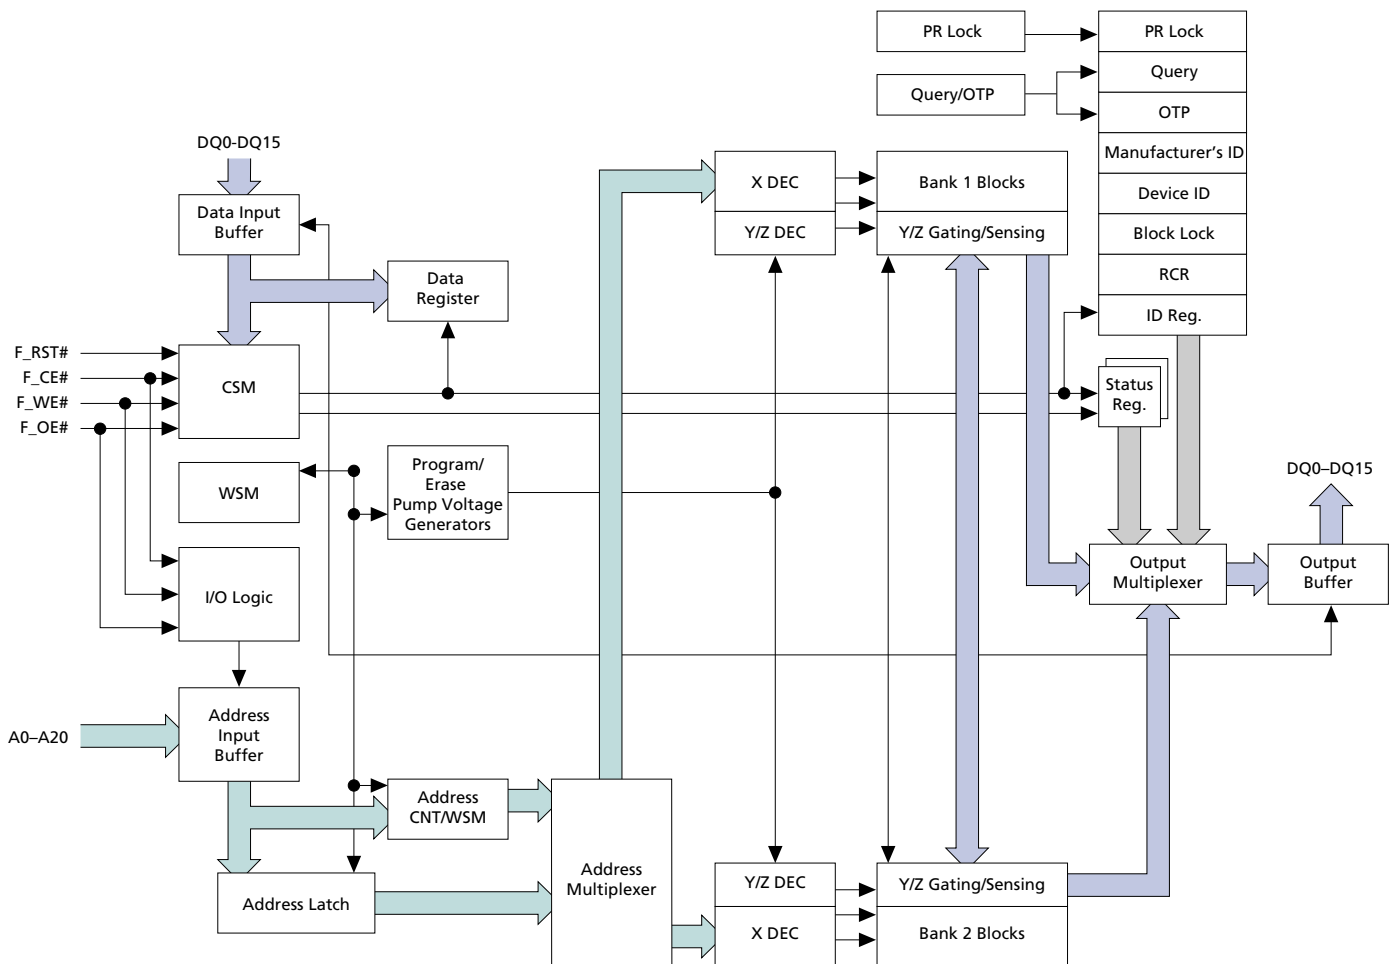 PR Lock
PR Lock
Query/OTP
Query
OTP
Manufacturer's ID
Device ID
Block Lock
RCR
ID Reg.
DQ0-DQ15
Data Input
Buffer
Data
Register
X DEC
Y/Z DEC
Bank 1 Blocks
Y/Z Gating/Sensing
F_RST#
F_CE#
F_WE#
F_OE#
CSM
Status
Reg.
WSM
Program/
Erase
Pump Voltage
Generators
DQ0–DQ15
I/O Logic
Output
Multiplexer
Output
Buffer
A0–A20
Address
Input
Buffer
Address
CNT/WSM
Address Latch
Address
Multiplexer
Y/Z DEC
X DEC
Y/Z Gating/Sensing
Bank 2 Blocks